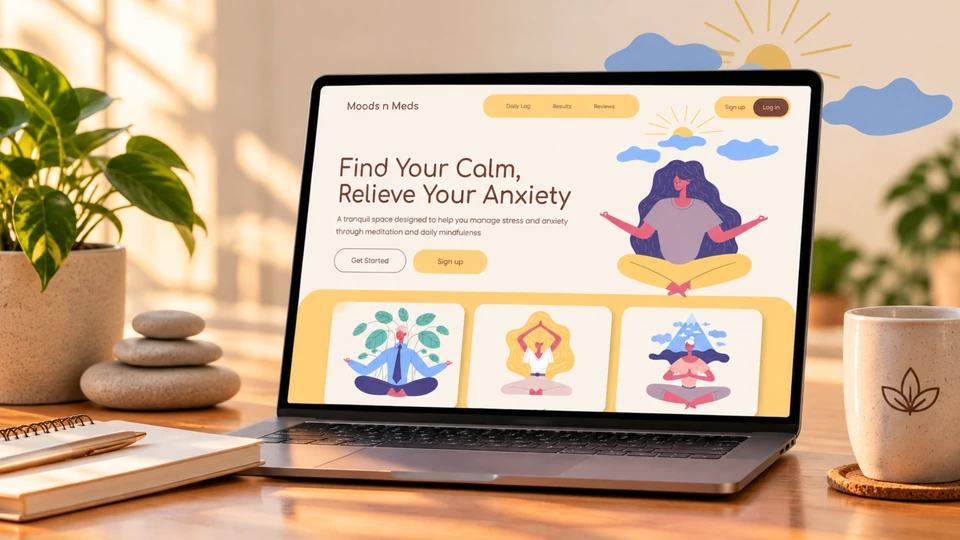 Moods n Meds
Daily Log
Results
Reviews
Sign up
Log in
Find Your Calm,
Relieve Your Anxiety
A tranquil space designed to help you manage stress and anxiety
through meditation and daily mindfulness
Get Started
Sign up